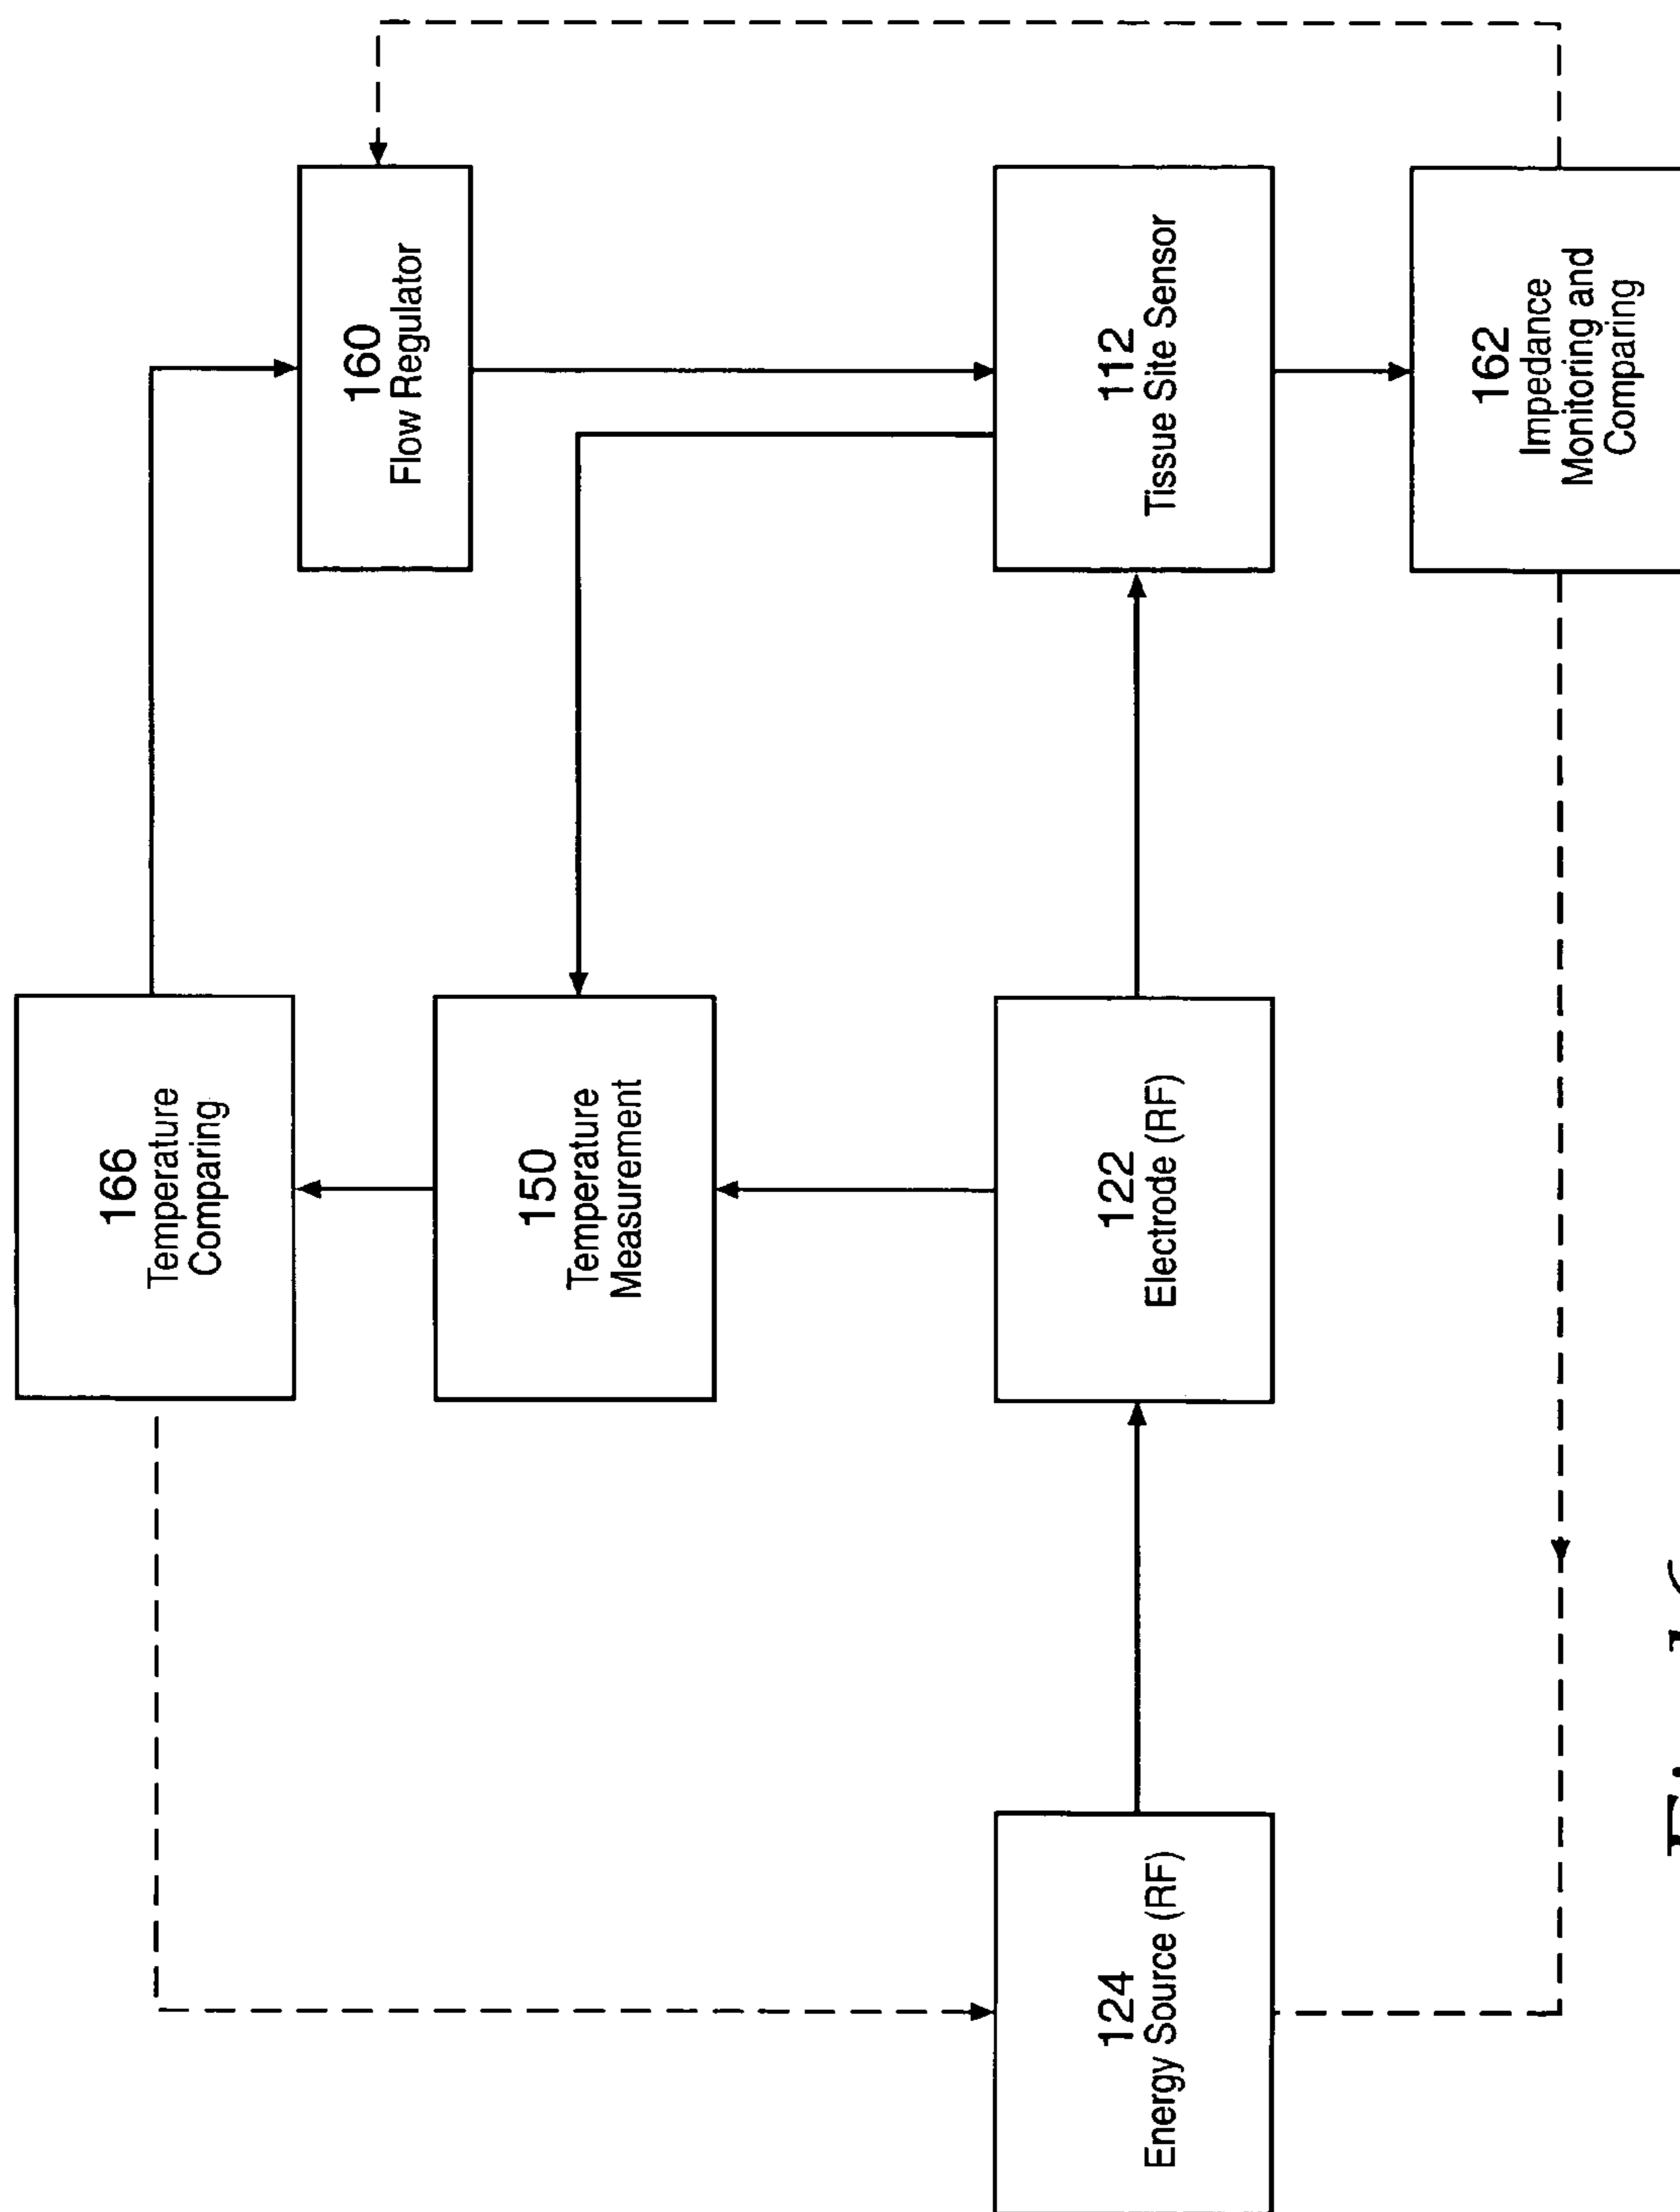 166
Temperature
Comparing
160
Flow Regulator
150
Temperature
Measurement
124
Energy Source (RF)
122
Electrode (RF)
112
Tissue Site Sensor
162
Impedance
Monitoring and
Comparing